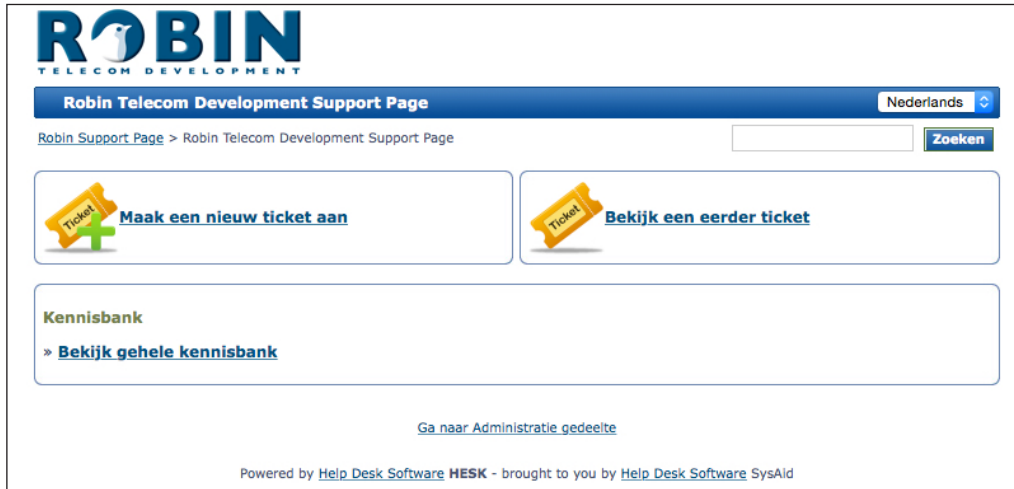 ROBIN
TELECOM DEVELOPMENT
Robin Telecom Development Support Page
Nederlands
Robin Support Page > Robin Telecom Development Support Page
Zoeken
Ticket
Maak een nieuw ticket aan
Ticket
Bekijk een eerder ticket
Kennisbank
» Bekijk gehele kennisbank
Ga naar Administratie gedeelte
Powered by Help Desk Software HESK - brought to you by Help Desk Software SysAid